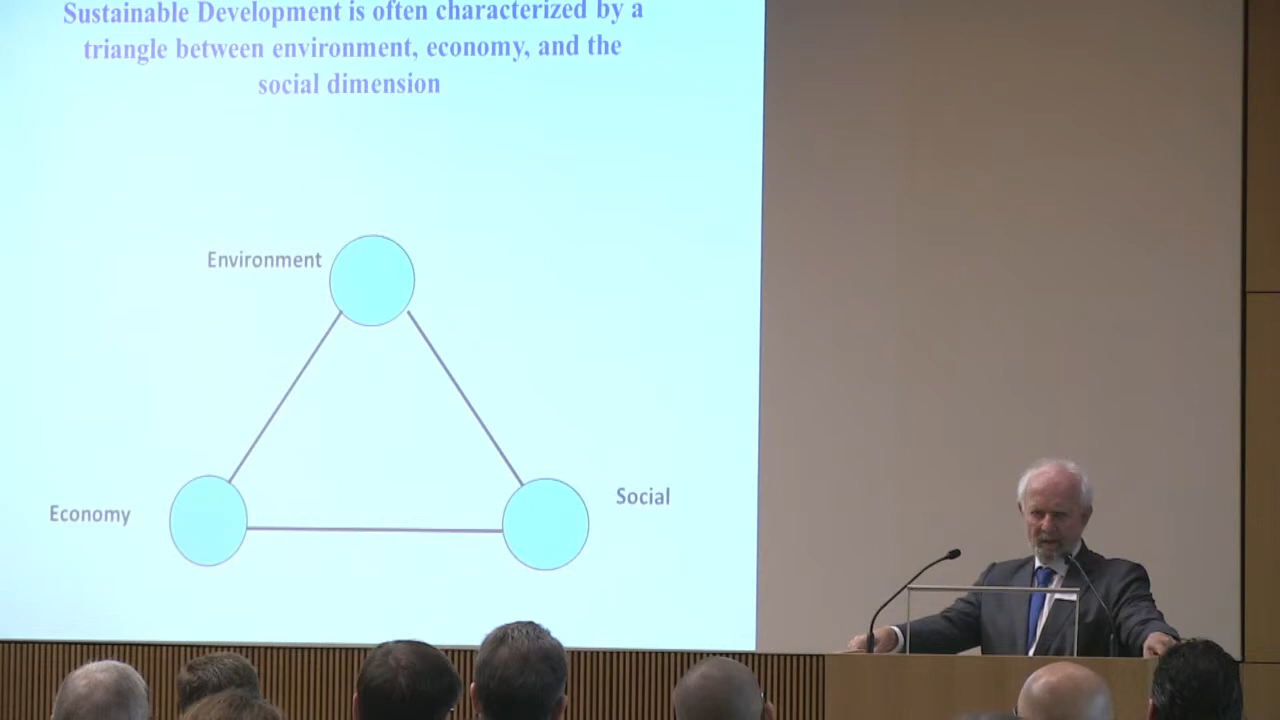 Sustainable Development is often characterized by a
triangle between environment, economy, and the
social dimension
Environment
Economy
Social